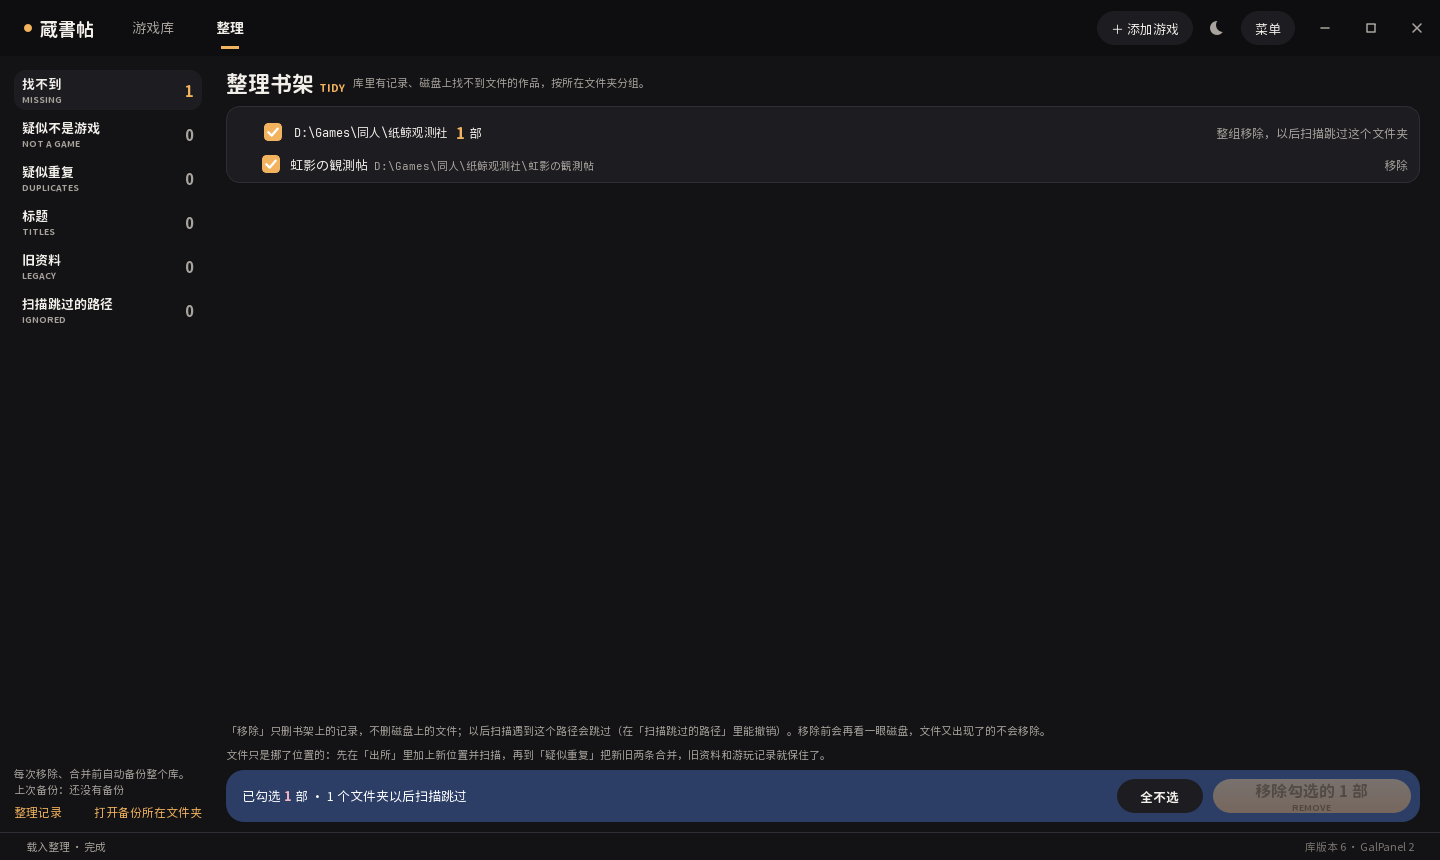 蔵書帖
游戏库
整理
+ 添加游戏
菜单
找不到
MISSING
1
疑似不是游戏
NOT A GAME
0
疑似重复
DUPLICATES
0
标题
TITLES
0
旧资料
LEGACY
0
扫描跳过的路径
IGNORED
0
整理书架 TIDY 库里有记录、磁盘上找不到文件的作品，按所在文件夹分组。
D:\Games\同人\纸鲸观测社 1 部
整组移除，以后扫描跳过这个文件夹
虹影の観測帖 D:\Games\同人\纸鲸观测社\虹影の観測帖
移除
「移除」只删书架上的记录，不删磁盘上的文件；以后扫描遇到这个路径会跳过（在「扫描跳过的路径」里能撤销）。移除前会再看一眼磁盘，文件又出现了的不会移除。
文件只是挪了位置的：先在「出所」里加上新位置并扫描，再到「疑似重复」把新旧两条合并，旧资料和游玩记录就保住了。
每次移除、合并前自动备份整个库。
上次备份：还没有备份
整理记录
打开备份所在文件夹
已勾选 1 部 · 1 个文件夹以后扫描跳过
全不选
移除勾选的 1 部
REMOVE
载入整理 · 完成
库版本 6 · GalPanel 2